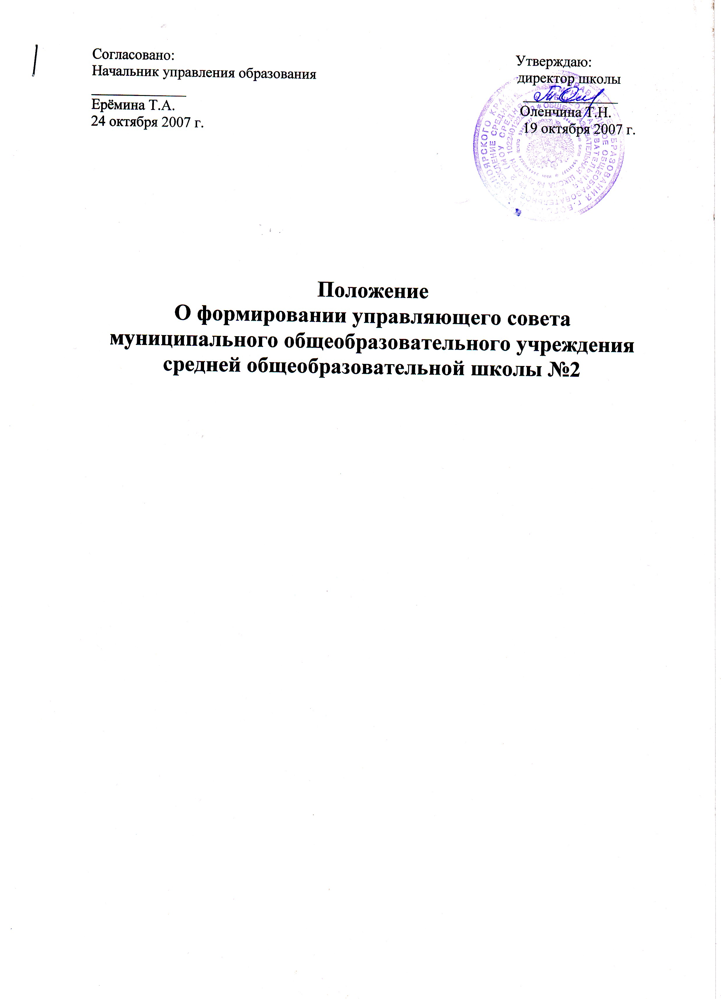 Согласовано:
Начальник управления образования
Ерёмина Т.А.
24 октября 2007 г.
Утверждаю:
директор школы
Оленчина Т.Н.
19 октября 2007 г.
Положение
О формировании управляющего совета
муниципального общеобразовательного учреждения
средней общеобразовательной школы №2